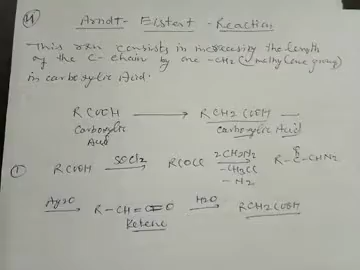 (4) Arndt - Eistert - Reaction
This rxn consists in increasing the length
of the C- chain by one -CH2 (methylene group)
in carboxylic Acid.
RCOOH → RCH2COOH
Carboxylic Acid carboxylic Acid
① RCOOH SOCl2→ RCOCl 2CH2N2→ -CH3Cl -N2 R-C-CHN2
O
Ag2O→ R-CH=C=O H2O→ RCH2COOH
Ketene